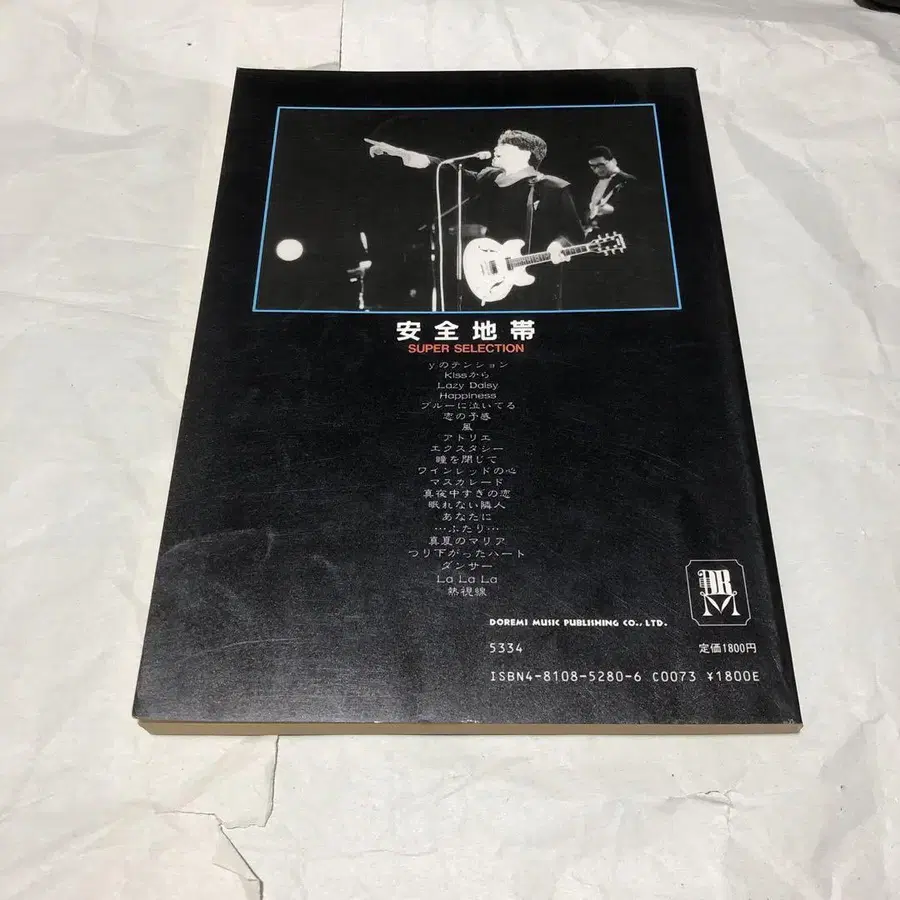 安全地帯
SUPER SELECTION
y.のテンション
Kissから
Lazy Daisy
Happiness
ブルーに泣いてる
恋の予感
風
アトリエ
エクスタシー
瞳を閉じて
ワインレッドの心
マスカレード
真夜中すぎの恋
眠れない隣人
あなたに
…ふたり…
真夏のマリア
つり下がったハート
ダンサー
La La La
熱視線
DRM
DOREMI MUSIC PUBLISHING CO., LTD.
5334 定価1800円
ISBN4-8108-5280-6 C0073 ¥1800E